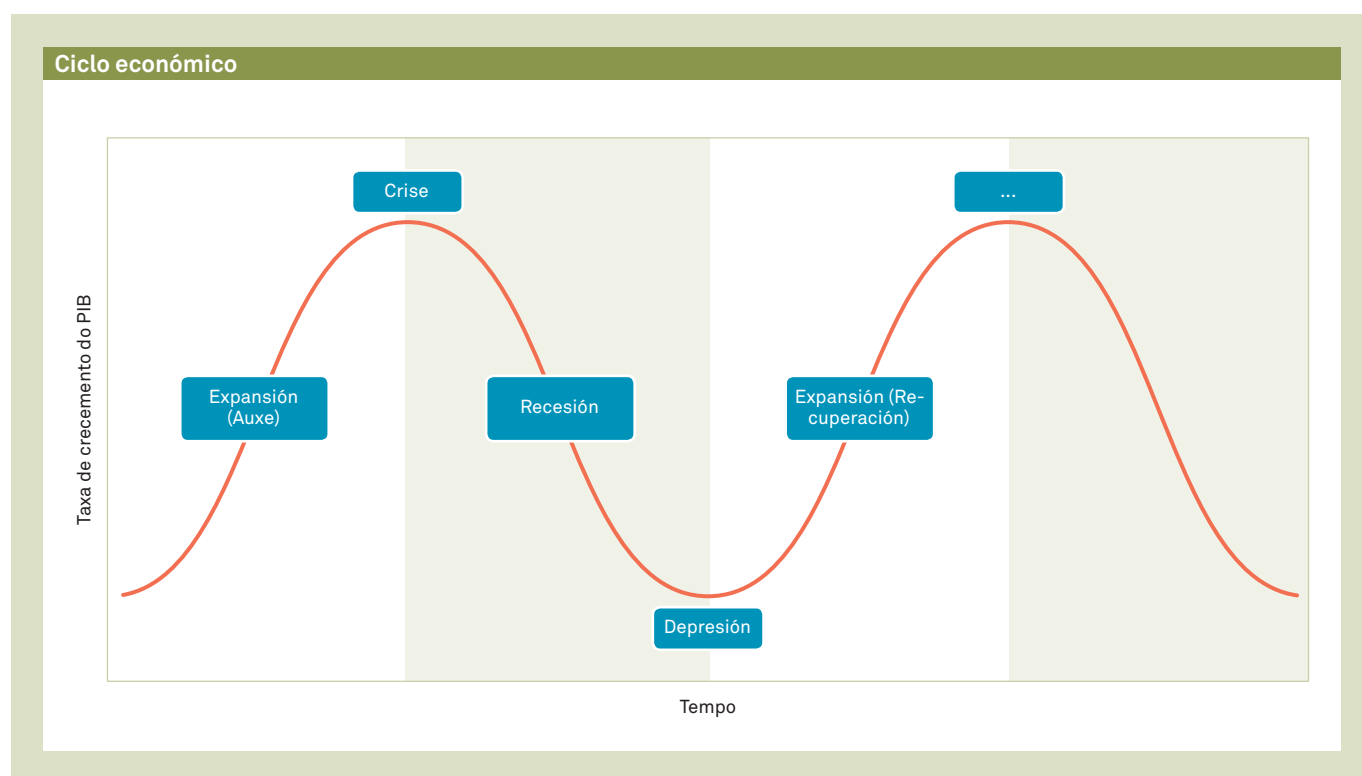 Ciclo económico
Crise
...
Taxa de crecemento do PIB
Expansión
(Auxe)
Recesión
Expansión (Re-
cuperación)
Depresión
Tempo